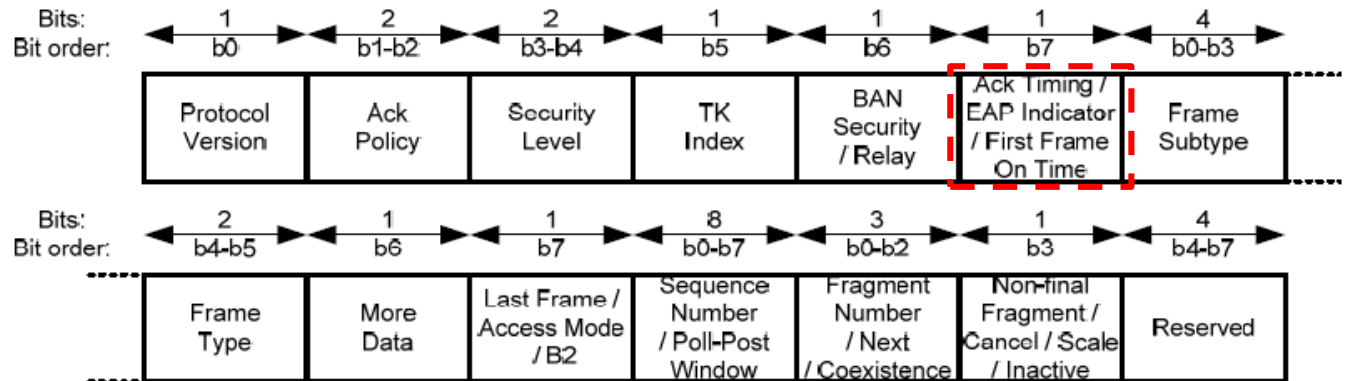 Bits: 1 2 2 1 1 1 4
Bit order: b0 b1-b2 b3-b4 b5 b6 b7 b0-b3
Protocol
Version
Ack
Policy
Security
Level
TK
Index
BAN
Security
/ Relay
Ack Timing /
EAP Indicator
/ First Frame
On Time
Frame
Subtype
Bits: 2 1 1 8 3 1 4
Bit order: b4-b5 b6 b7 b0-b7 b0-b2 b3 b4-b7
Frame
Type
More
Data
Last Frame /
Access Mode
/ B2
Sequence
Number
/ Poll-Post
Window
Fragment
Number
/ Next
/ Coexistence
Non-final
Fragment /
Cancel / Scale
/ Inactive
Reserved